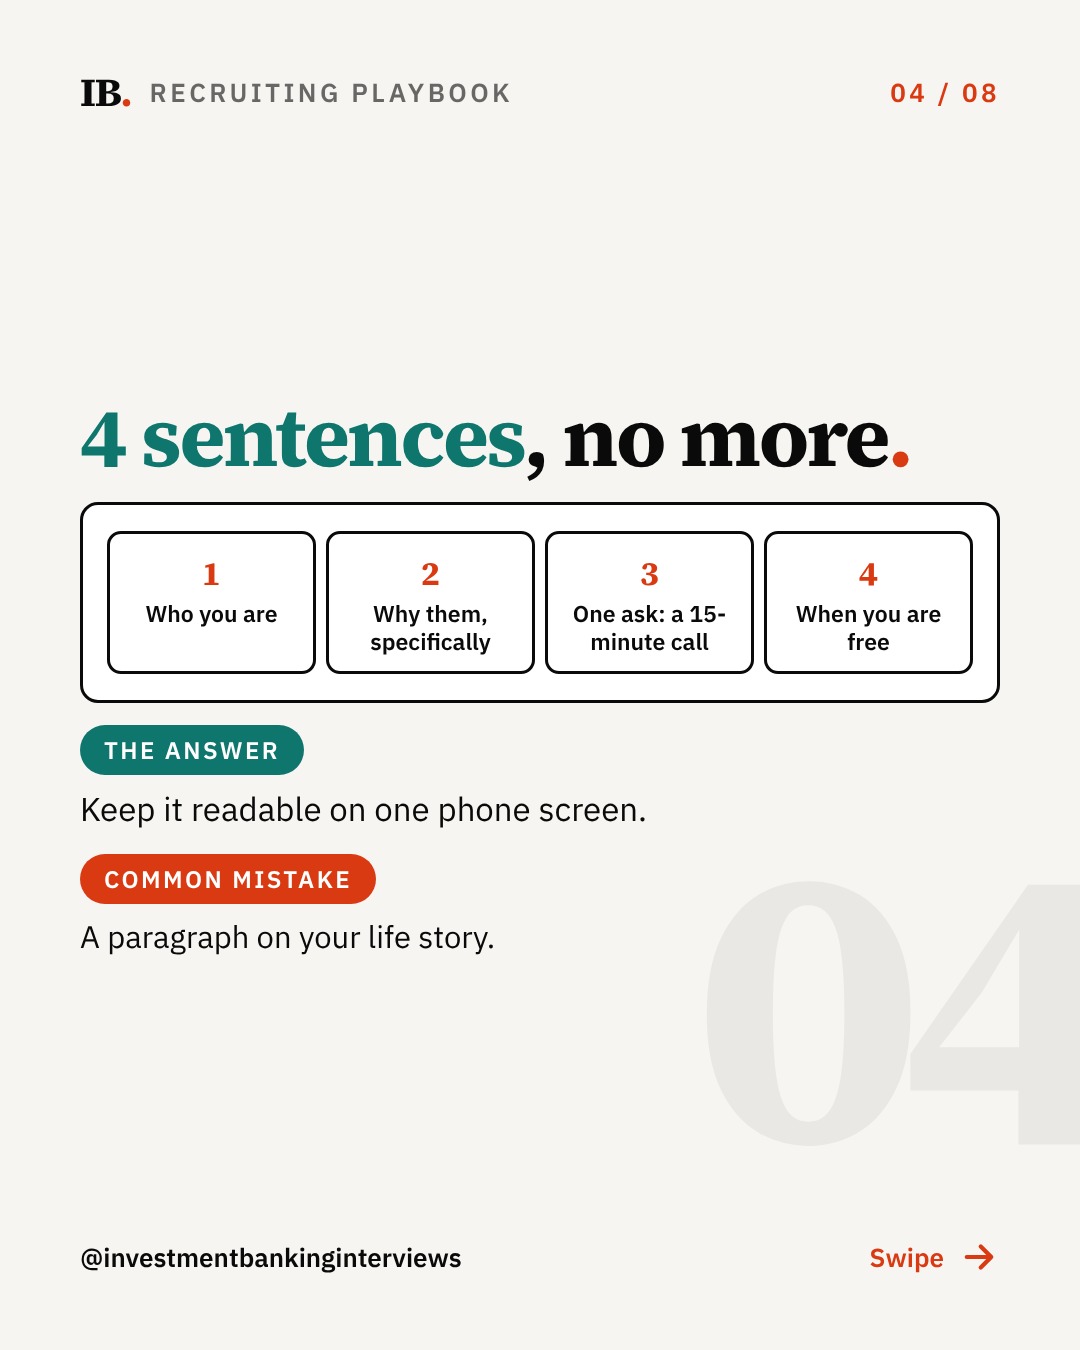 IB. RECRUITING PLAYBOOK
04 / 08
4 sentences, no more.
1
Who you are
2
Why them,
specifically
3
One ask: a 15-
minute call
4
When you are
free
THE ANSWER
Keep it readable on one phone screen.
COMMON MISTAKE
A paragraph on your life story.
04
@investmentbankinginterviews
Swipe →